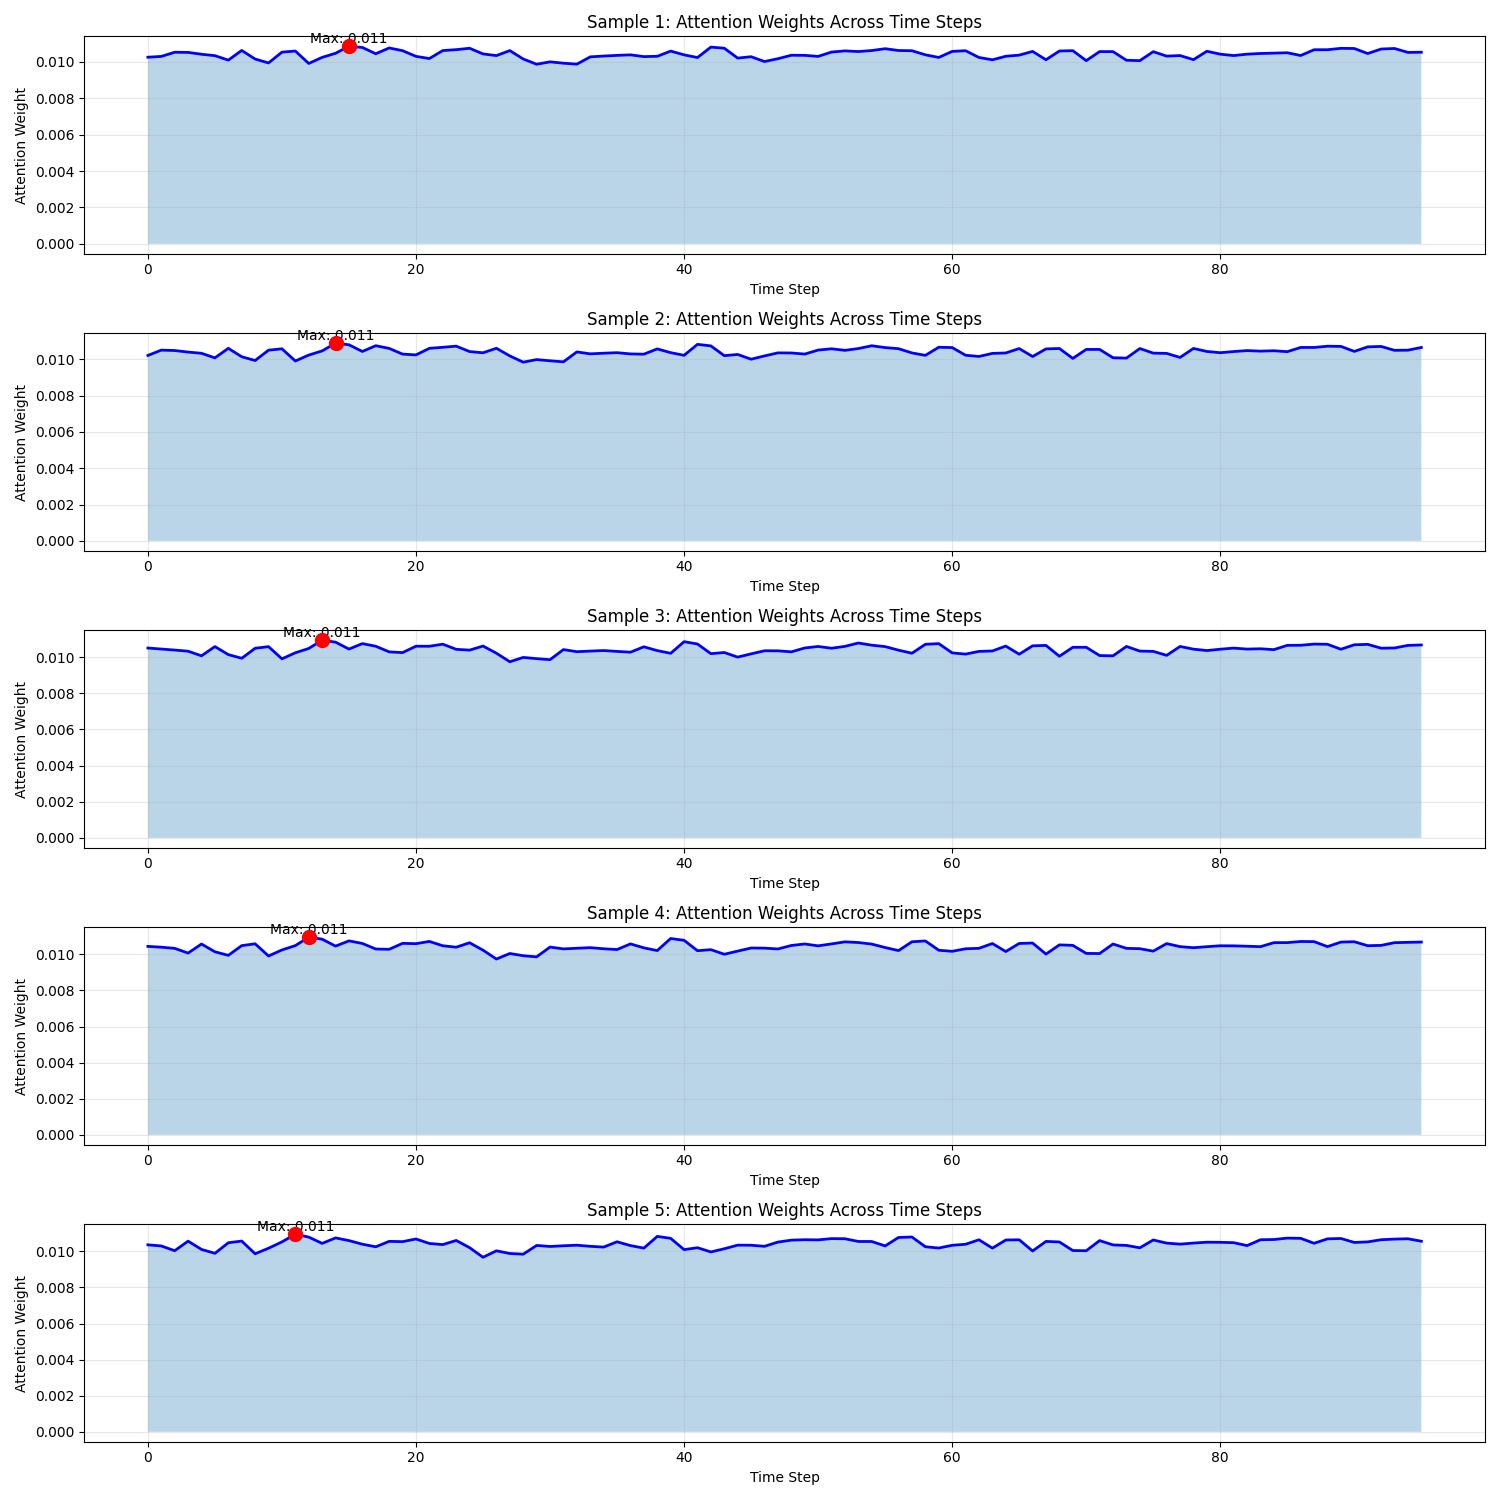 Sample 1: Attention Weights Across Time Steps
Max: 0.011
Attention Weight
0.010
0.008
0.006
0.004
0.002
0.000
0 20 40 60 80
Time Step
Sample 2: Attention Weights Across Time Steps
Max: 0.011
Attention Weight
0.010
0.008
0.006
0.004
0.002
0.000
0 20 40 60 80
Time Step
Sample 3: Attention Weights Across Time Steps
Max: 0.011
Attention Weight
0.010
0.008
0.006
0.004
0.002
0.000
0 20 40 60 80
Time Step
Sample 4: Attention Weights Across Time Steps
Max: 0.011
Attention Weight
0.010
0.008
0.006
0.004
0.002
0.000
0 20 40 60 80
Time Step
Sample 5: Attention Weights Across Time Steps
Max: 0.011
Attention Weight
0.010
0.008
0.006
0.004
0.002
0.000
0 20 40 60 80
Time Step